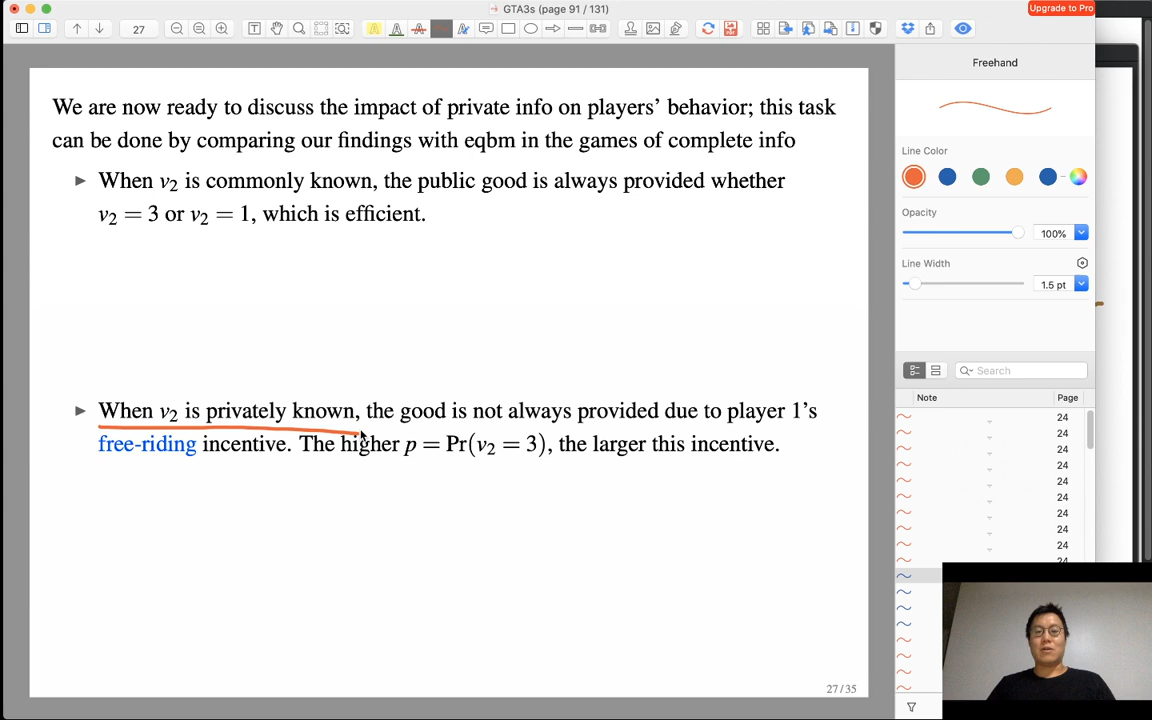 GTA3s (page 91 / 131)
Upgrade to Pro
27
Freehand
We are now ready to discuss the impact of private info on players' behavior; this task
can be done by comparing our findings with eqbm in the games of complete info
▶ When v₂ is commonly known, the public good is always provided whether
v₂ = 3 or v₂ = 1, which is efficient.
▶ When v₂ is privately known, the good is not always provided due to player 1's
free-riding incentive. The higher p = Pr(v₂ = 3), the larger this incentive.
27/35
Line Color
Opacity
100%
Line Width
1.5 pt
Search
Note Page
24
24
24
24
24
24
24
24
24
24